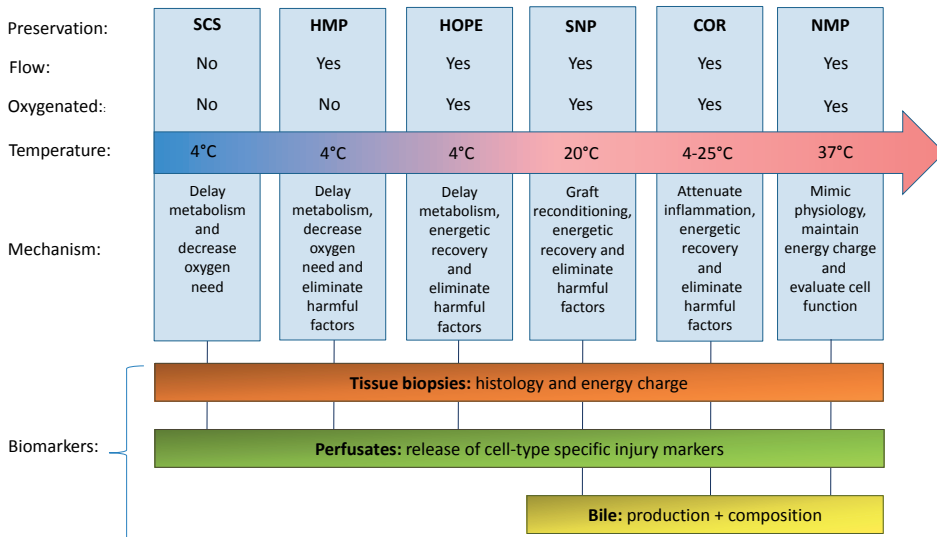 Preservation: SCS HMP HOPE SNP COR NMP
Flow: No Yes Yes Yes Yes Yes
Oxygenated:: No No Yes Yes Yes Yes
Temperature: 4°C 4°C 4°C 20°C 4-25°C 37°C
Mechanism:
Delay
metabolism
and
decrease
oxygen
need
Delay
metabolism,
decrease
oxygen
need and
eliminate
harmful
factors
Delay
metabolism,
energetic
recovery
and
eliminate
harmful
factors
Graft
reconditioning,
energetic
recovery and
eliminate
harmful
factors
Attenuate
inflammation,
energetic
recovery
and
eliminate
harmful
factors
Mimic
physiology,
maintain
energy charge
and
evaluate cell
function
Biomarkers:
Tissue biopsies: histology and energy charge
Perfusates: release of cell-type specific injury markers
Bile: production + composition